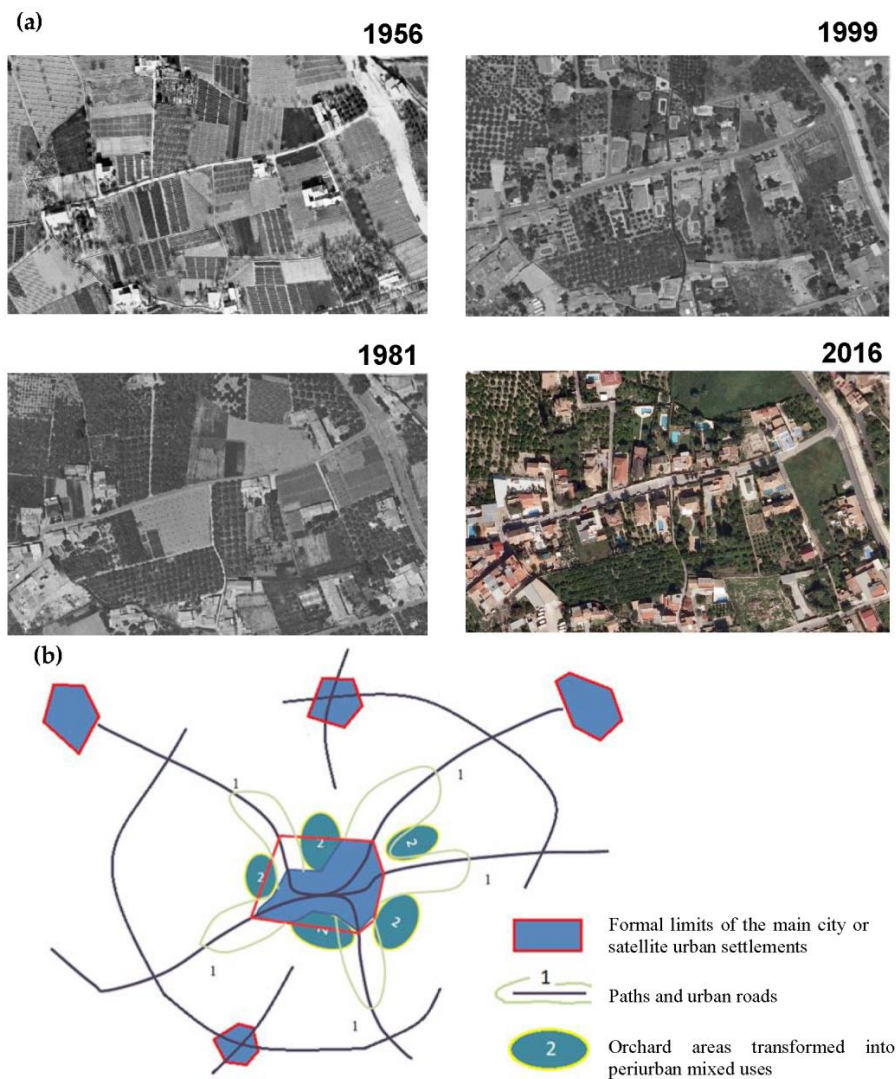 (a)
1956
1999
1981
2016
(b)
1
1
2
2
2
1
2
2
1
1
Formal limits of the main city or
satellite urban settlements
1
Paths and urban roads
2
Orchard areas transformed into
periurban mixed uses